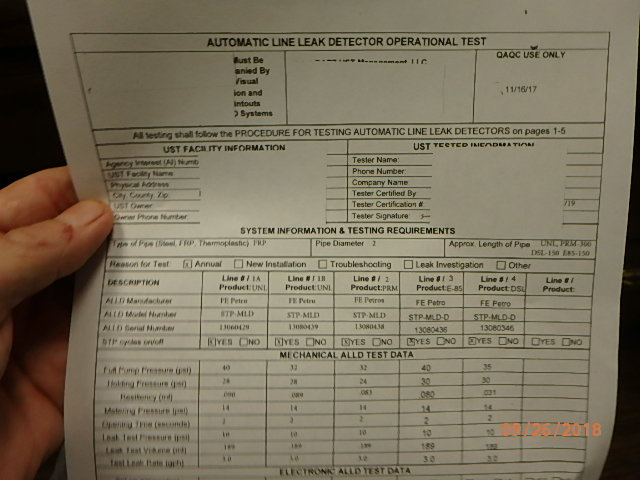 AUTOMATIC LINE LEAK DETECTOR OPERATIONAL TEST
Must Be
anied By
Visual
ion and
intouts
Systems
Management, LLC
QAQC USE ONLY
11/16/17
All testing shall follow the PROCEDURE FOR TESTING AUTOMATIC LINE LEAK DETECTORS on pages 1-5
UST FACILITY INFORMATION UST TESTER INFORMATION
Agency Interest (AI) Numb Tester Name:
UST Facility Name Phone Number:
Physical Address Company Name:
City, County, Zip: Tester Certified By
UST Owner: Tester Certification #: /19
Owner Phone Number: Tester Signature:
SYSTEM INFORMATION & TESTING REQUIREMENTS
Type of Pipe (Steel, FRP, Thermoplastic) FRP Pipe Diameter 2 Approx. Length of Pipe UNL, PRM-300
DSL-150 E85-150
Reason for Test: x Annual New Installation Troubleshooting Leak Investigation Other
DESCRIPTION Line # / 1A Product:UNL Line # / 1B Product:UNL Line # / 2 Product:PRM Line # / 3 Product:E-85 Line # / 4 Product:DSL Line # / Product:
ALLD Manufacturer FE Petro FE Petro FE Petros FE Petro FE Petro
ALLD Model Number STP-MLD STP-MLD STP-MLD STP-MLD-D STP-MLD-D
ALLD Serial Number 13060429 13080439 13080438 13080436 13080346
STP cycles on/off x YES NO x YES NO x YES NO x YES NO x YES NO YES NO
MECHANICAL ALLD TEST DATA
Full Pump Pressure (psi) 40 32 32 40 35
Holding Pressure (psi) 28 28 24 30 30
Resiliency (ml) .090 .089 .083 .080 .031
Metering Pressure (psi) 14 14 14 14 14
Opening Time (seconds) 2 2 2 2 2
Leak Test Pressure (psi) 10 10 10 10 10
Leak Test Volume (ml) 189 189 189 189 189
Test Leak Rate (gph) 3.0 3.0 3.0 3.0 3.0
ELECTRONIC ALLD TEST DATA
09/26/2018